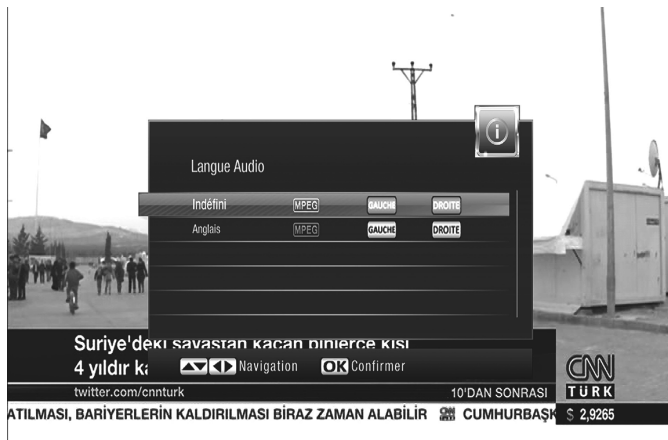 Langue Audio
Indéfini MPEG GAUCHE DROITE
Anglais MPEG GAUCHE DROITE
Suriye'deki savaştan kaçan binlerce kişi
4 yıldır
Navigation OK Confirmer
CNN
TÜRK
twitter.com/cnnturk 10'DAN SONRASI
ATILMASI, BARİYERLERİN KALDIRILMASI BİRAZ ZAMAN ALABİLİR CUMHURBAŞK $ 2,9265